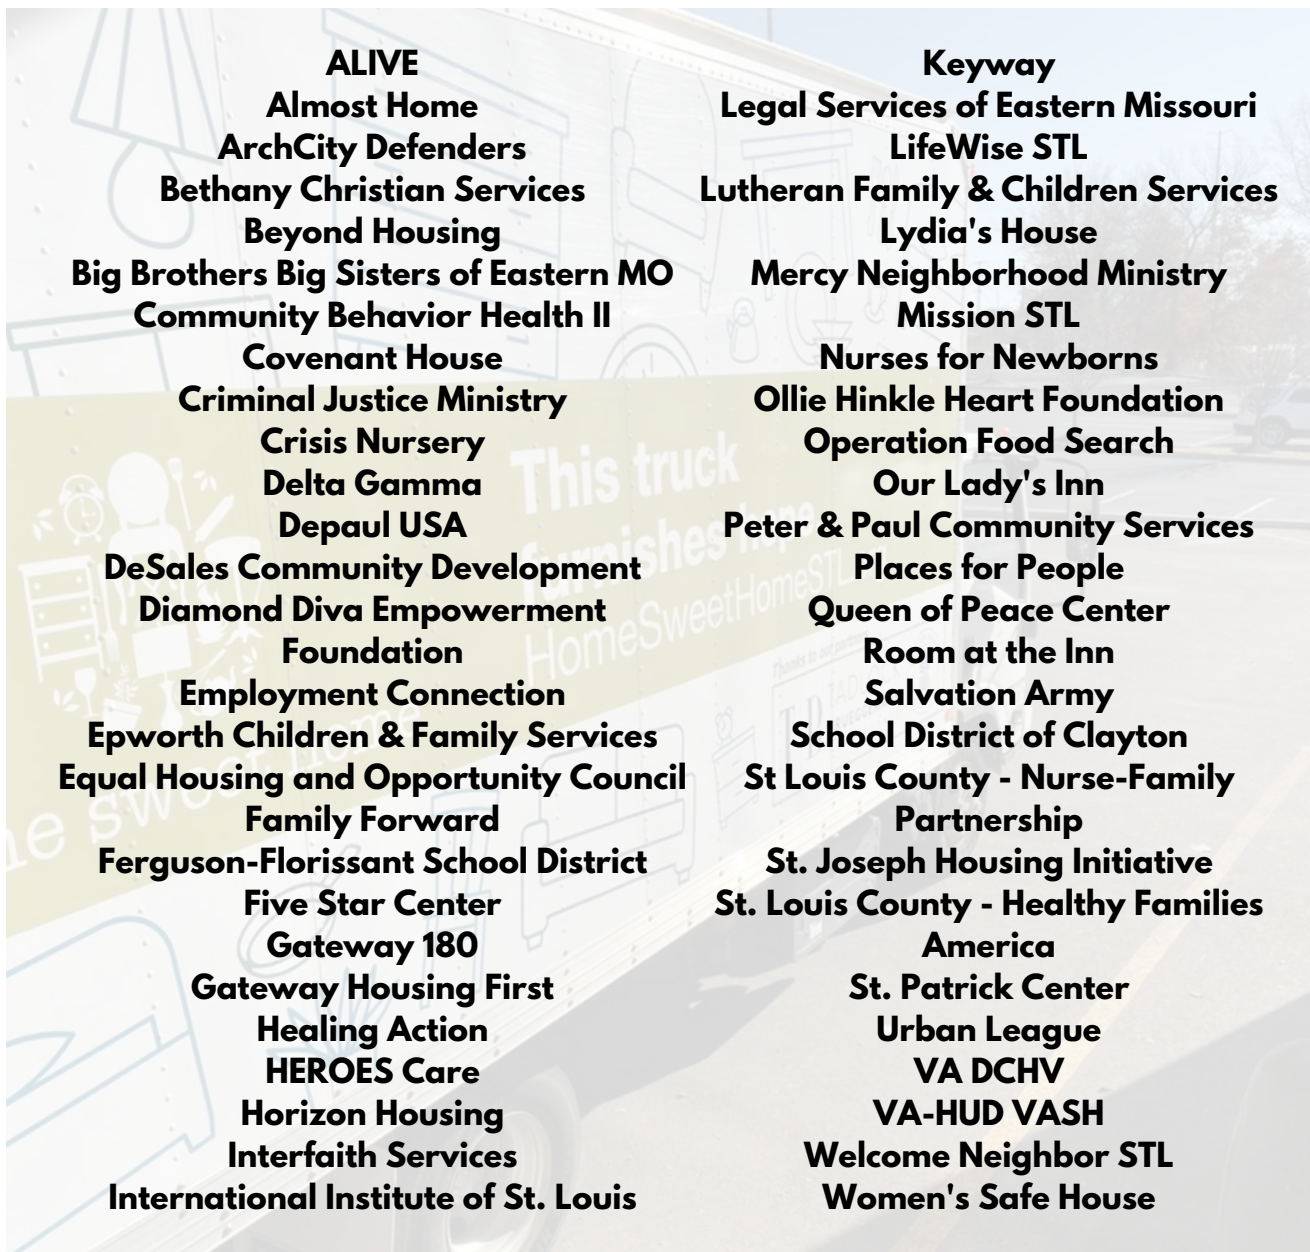 ALIVE
Almost Home
ArchCity Defenders
Bethany Christian Services
Beyond Housing
Big Brothers Big Sisters of Eastern MO
Community Behavior Health II
Covenant House
Criminal Justice Ministry
Crisis Nursery
Delta Gamma
Depaul USA
DeSales Community Development
Diamond Diva Empowerment
Foundation
Employment Connection
Epworth Children & Family Services
Equal Housing and Opportunity Council
Family Forward
Ferguson-Florissant School District
Five Star Center
Gateway 180
Gateway Housing First
Healing Action
HEROES Care
Horizon Housing
Interfaith Services
International Institute of St. Louis
Keyway
Legal Services of Eastern Missouri
LifeWise STL
Lutheran Family & Children Services
Lydia's House
Mercy Neighborhood Ministry
Mission STL
Nurses for Newborns
Ollie Hinkle Heart Foundation
Operation Food Search
Our Lady's Inn
Peter & Paul Community Services
Places for People
Queen of Peace Center
Room at the Inn
Salvation Army
School District of Clayton
St Louis County - Nurse-Family
Partnership
St. Joseph Housing Initiative
St. Louis County - Healthy Families
America
St. Patrick Center
Urban League
VA DCHV
VA-HUD VASH
Welcome Neighbor STL
Women's Safe House
This truck
furnishes hope
HomeSweetHomeSTL
Thanks to our
sweet home